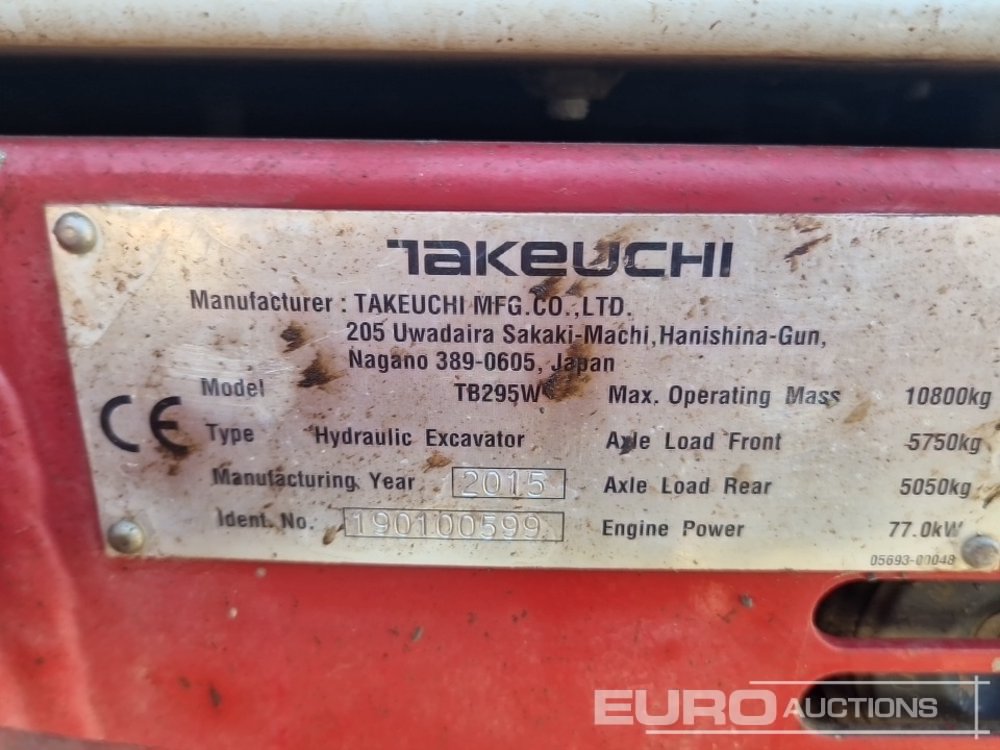 TAKEUCHI
Manufacturer : TAKEUCHI MFG.CO.,LTD.
205 Uwadaira Sakaki-Machi,Hanishina-Gun,
Nagano 389-0605, Japan
CE
Model TB295W
Type Hydraulic Excavator
Manufacturing Year 2015
Ident. No. 190100599
Max. Operating Mass 10800kg
Axle Load Front 5750kg
Axle Load Rear 5050kg
Engine Power 77.0kW
05693-00048
EURO AUCTIONS